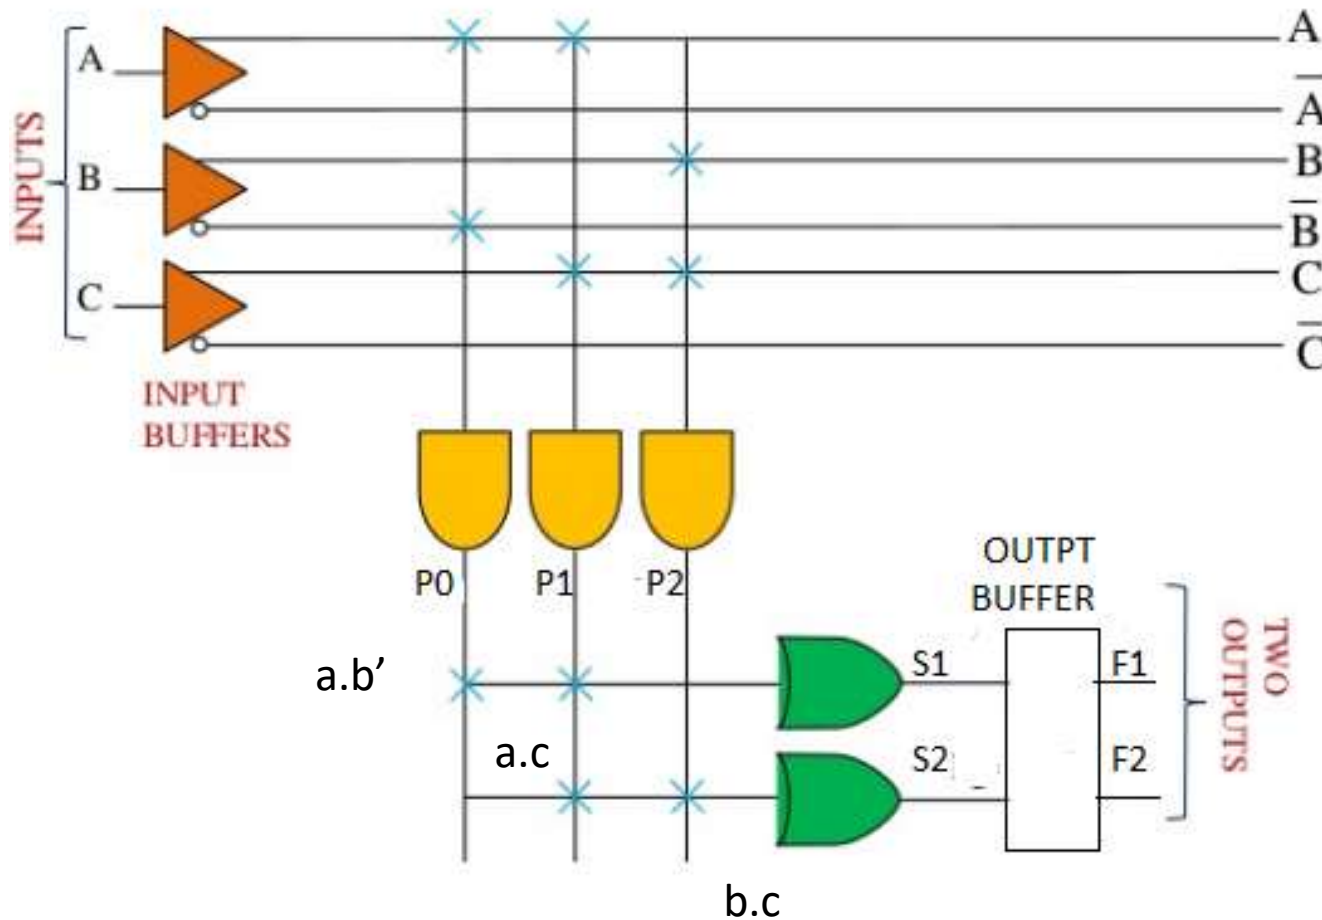 INPUTS
A
B
C
INPUT
BUFFERS
A
A̅
B
B̅
C
C̅
P0
P1
P2
a.b’
a.c
b.c
OUTPT
BUFFER
S1
S2
F1
F2
TWO
OUTPUTS